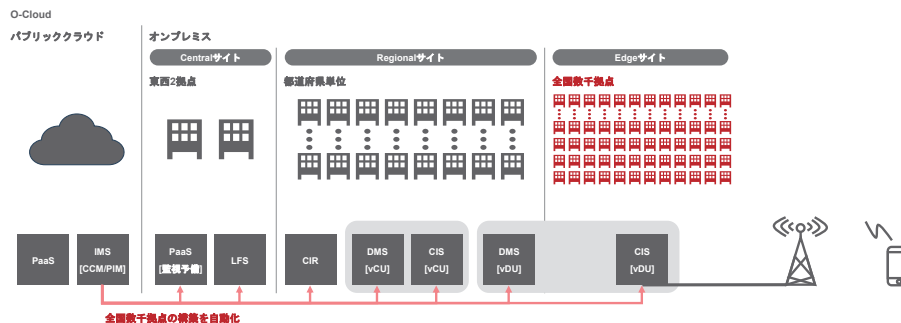 O-Cloud
パブリッククラウド
オンプレミス
Centralサイト
Regionalサイト
Edgeサイト
東西2拠点
都道府県単位
全国数千拠点
PaaS
IMS
[CCM/PIM]
PaaS
[重視予備]
LFS
CIR
DMS
[vCU]
CIS
[vCU]
DMS
[vDU]
CIS
[vDU]
全国数千拠点の構築を自動化